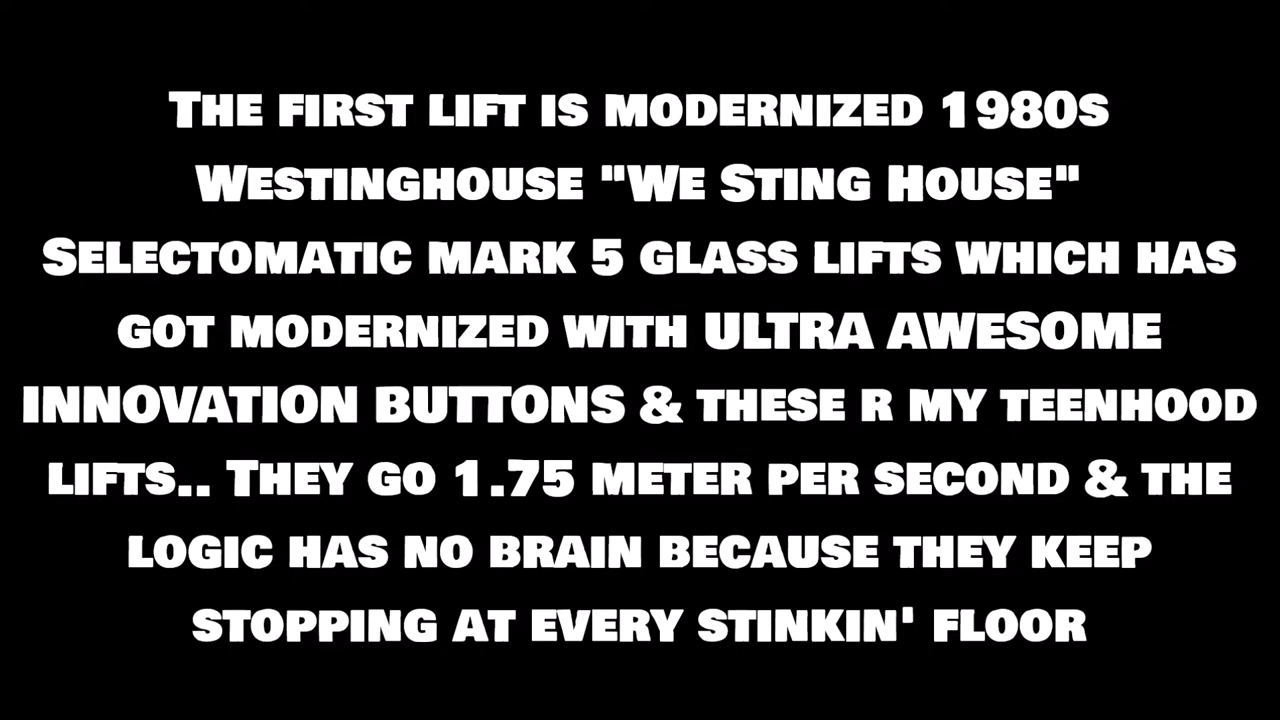 The first lift is modernized 1980s
Westinghouse "We Sting House"
Selectomatic mark 5 glass lifts which has
got modernized with ULTRA AWESOME
INNOVATION BUTTONS & these r my teenhood
lifts.. They go 1.75 meter per second & the
logic has no brain because they keep
stopping at every stinkin' floor